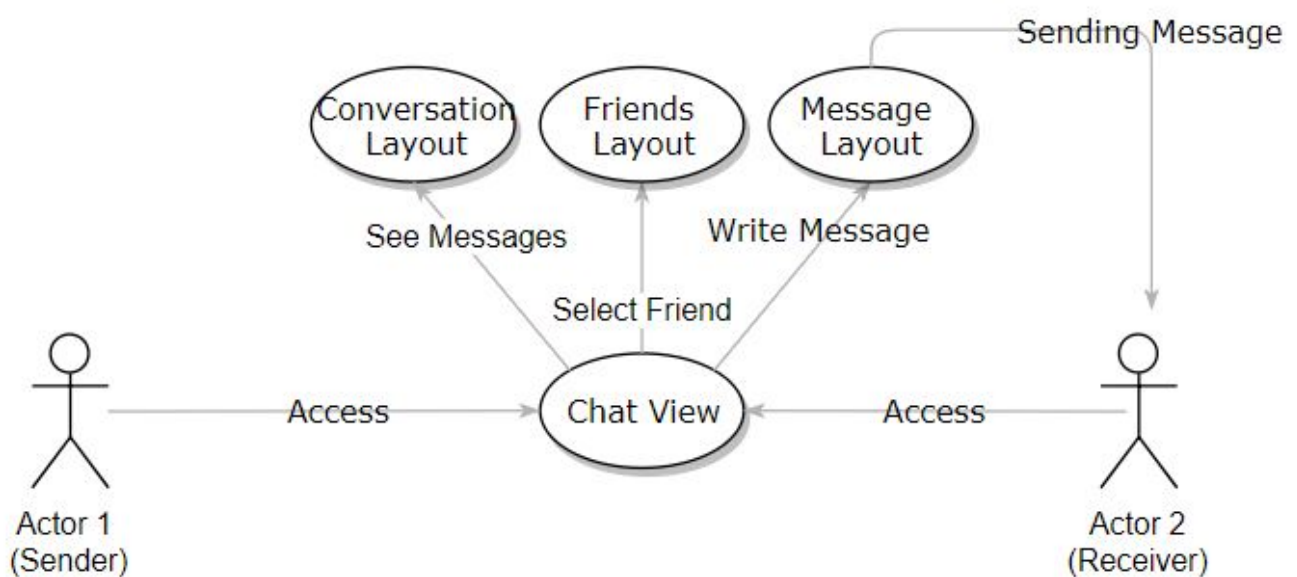 Sending Message
Conversation
Layout
Friends
Layout
Message
Layout
See Messages
Write Message
Select Friend
Access
Chat View
Access
Actor 1
(Sender)
Actor 2
(Receiver)